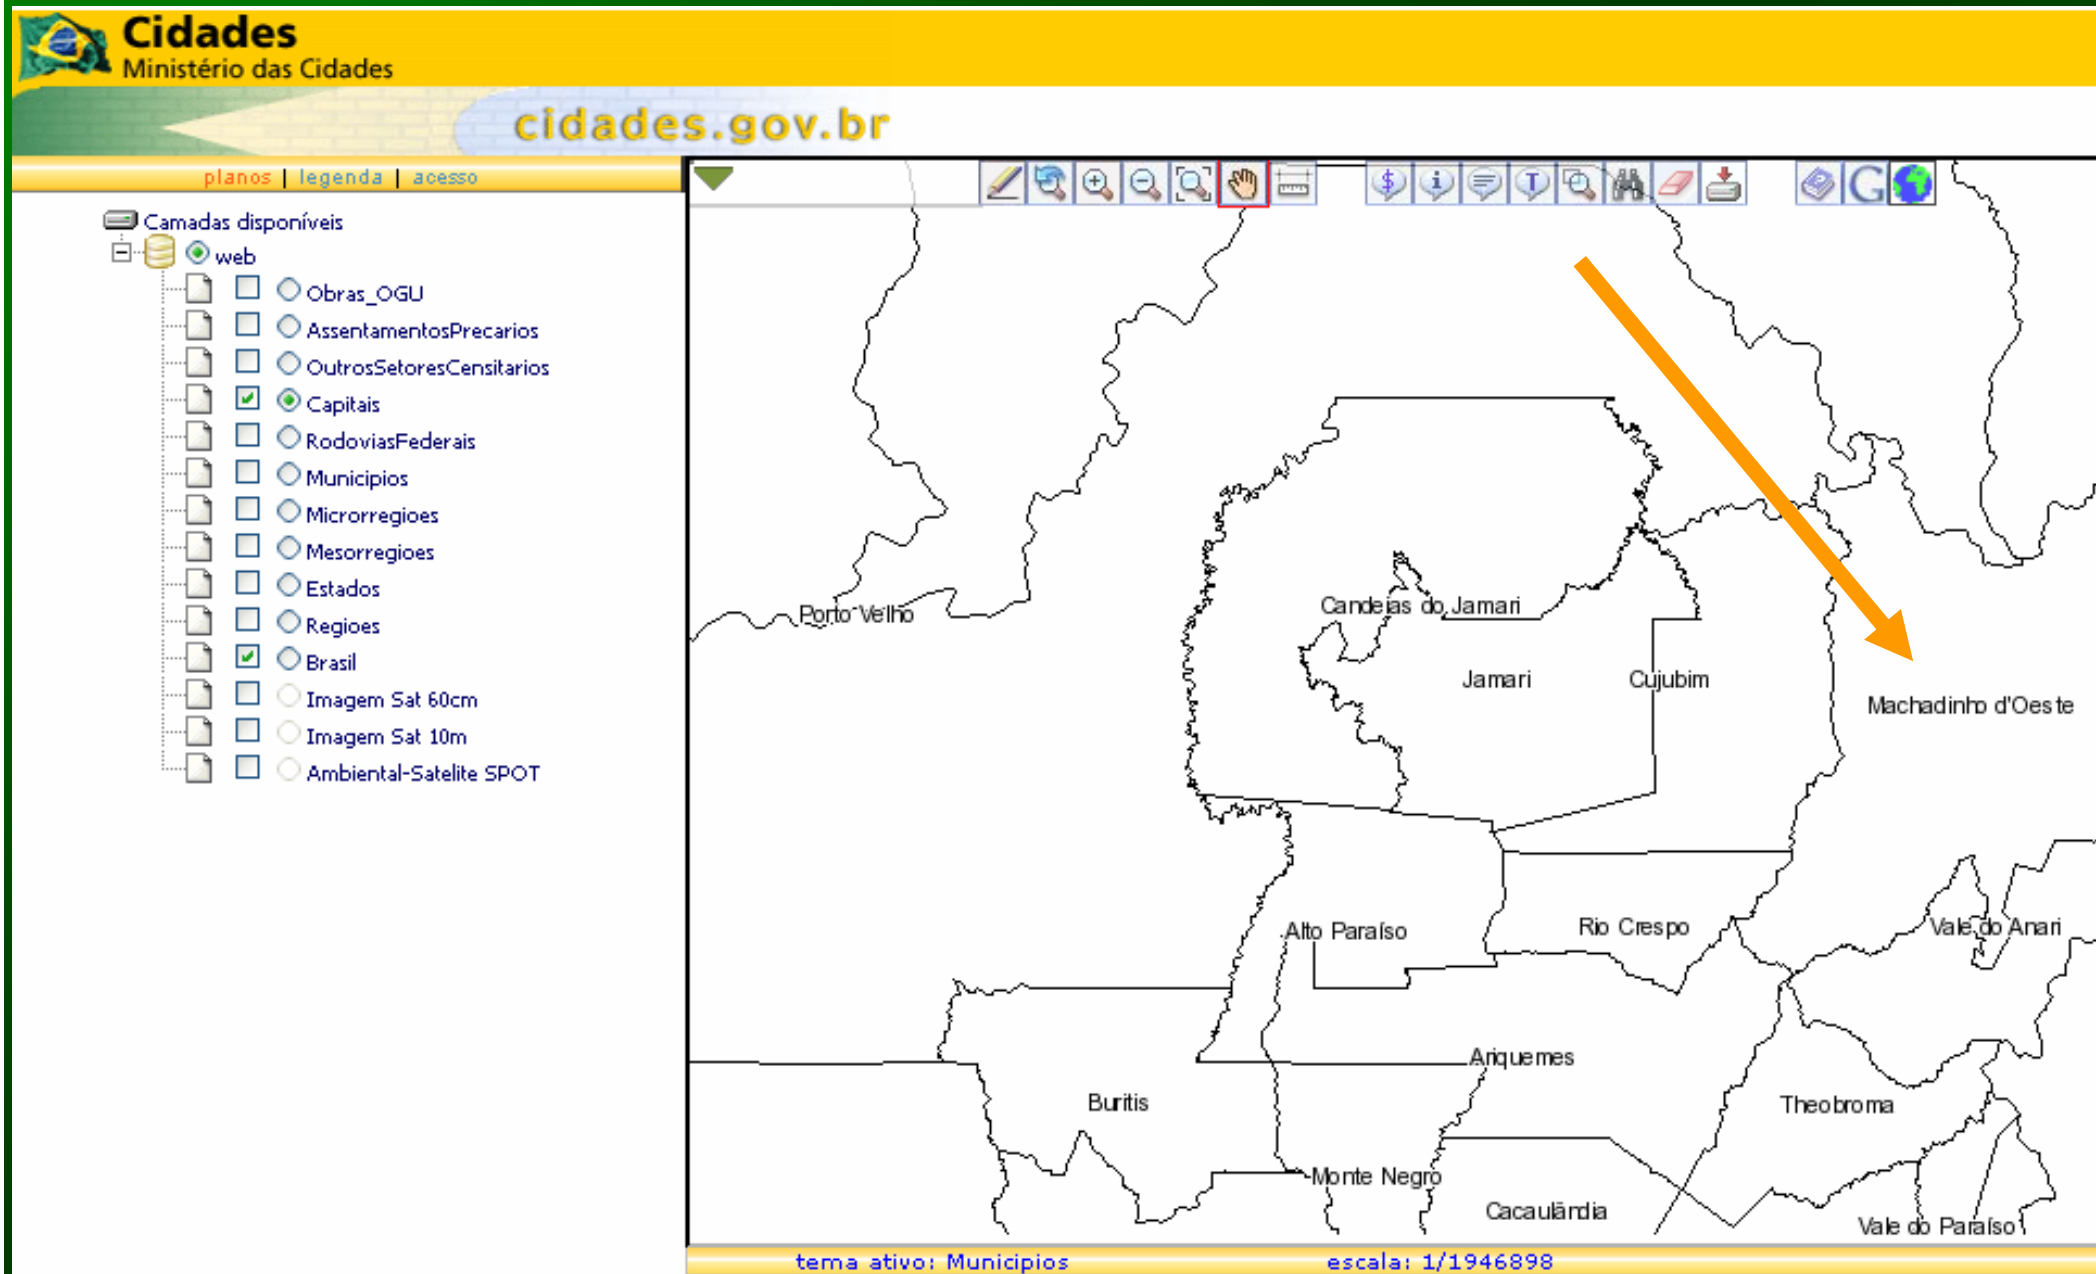 Cidades
Ministério das Cidades
cidades.gov.br
planos | legenda | acesso
Camadas disponíveis
web
Obras_OGU
AssentamentosPrecarios
OutrosSetoresCensitarios
Capitais
RodoviasFederais
Municipios
Microrregioes
Mesorregioes
Estados
Regioes
Brasil
Imagem Sat 60cm
Imagem Sat 10m
Ambiental-Satelite SPOT
$ i T G
Porto Velho
Candeias do Jamari
Jamari
Cujubim
Machadinho d'Oeste
Alto Paraíso
Rio Crespo
Vale do Anari
Ariquemes
Buritis
Theobroma
Monte Negro
Cacaulândia
Vale do Paraíso
tema ativo: Municipios
escala: 1/1946898